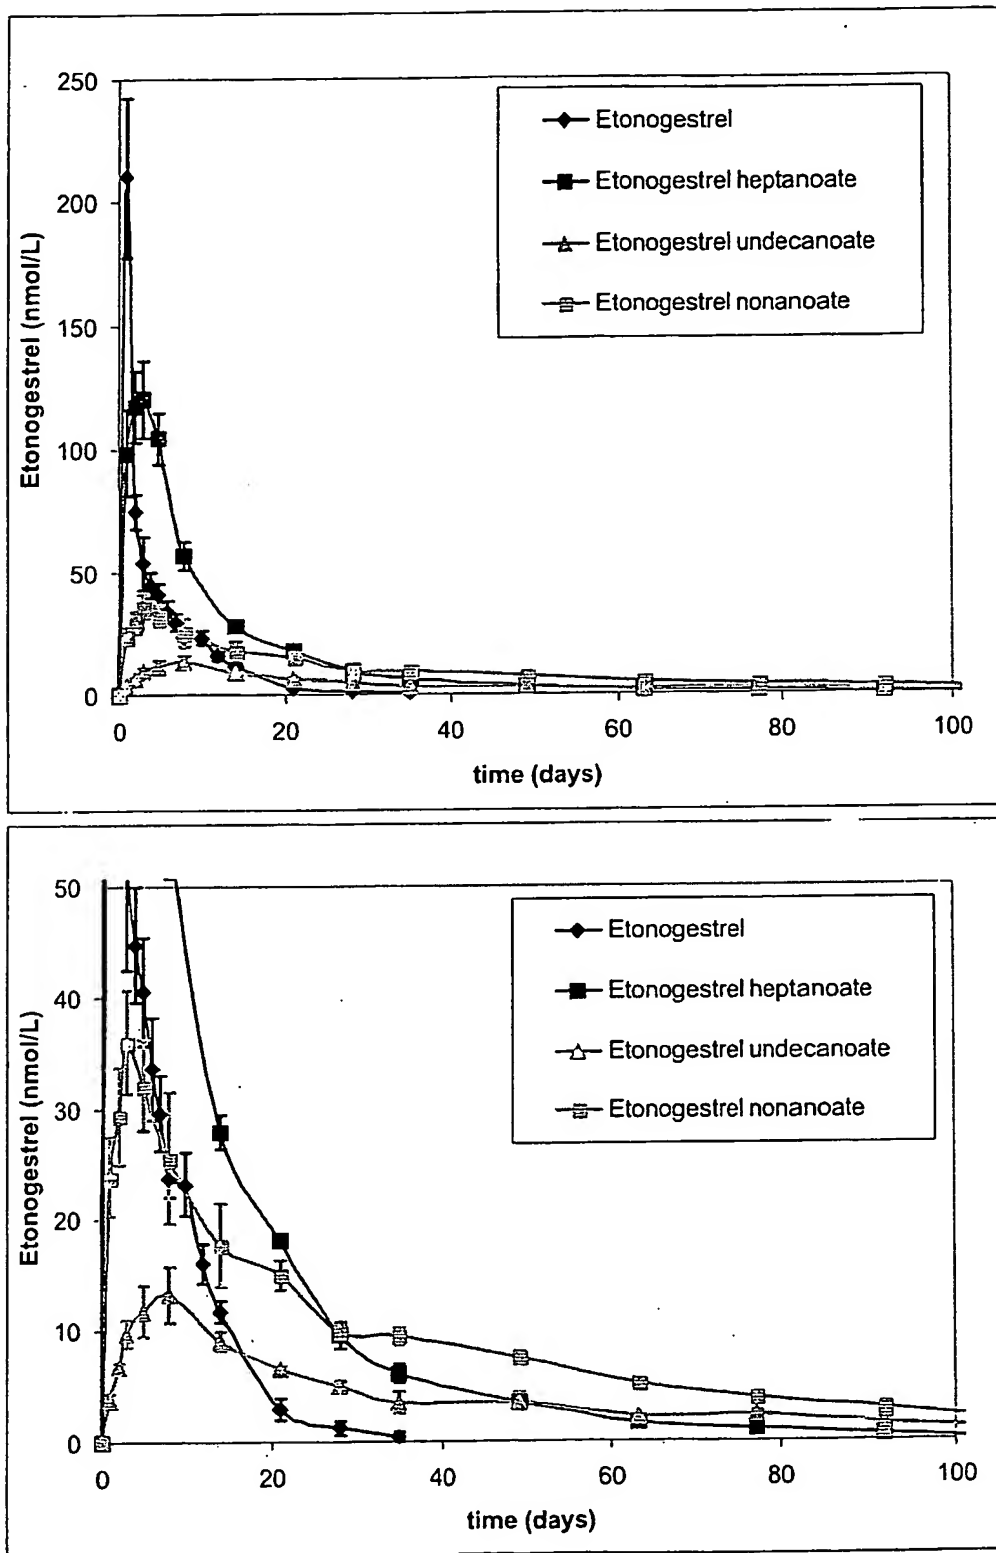 250
200
150
100
50
0
Etonogestrel (nmol/L)
Etonogestrel
Etonogestrel heptanoate
Etonogestrel undecanoate
Etonogestrel nonanoate
0 20 40 60 80 100
time (days)
50
40
30
20
10
0
Etonogestrel (nmol/L)
Etonogestrel
Etonogestrel heptanoate
Etonogestrel undecanoate
Etonogestrel nonanoate
0 20 40 60 80 100
time (days)